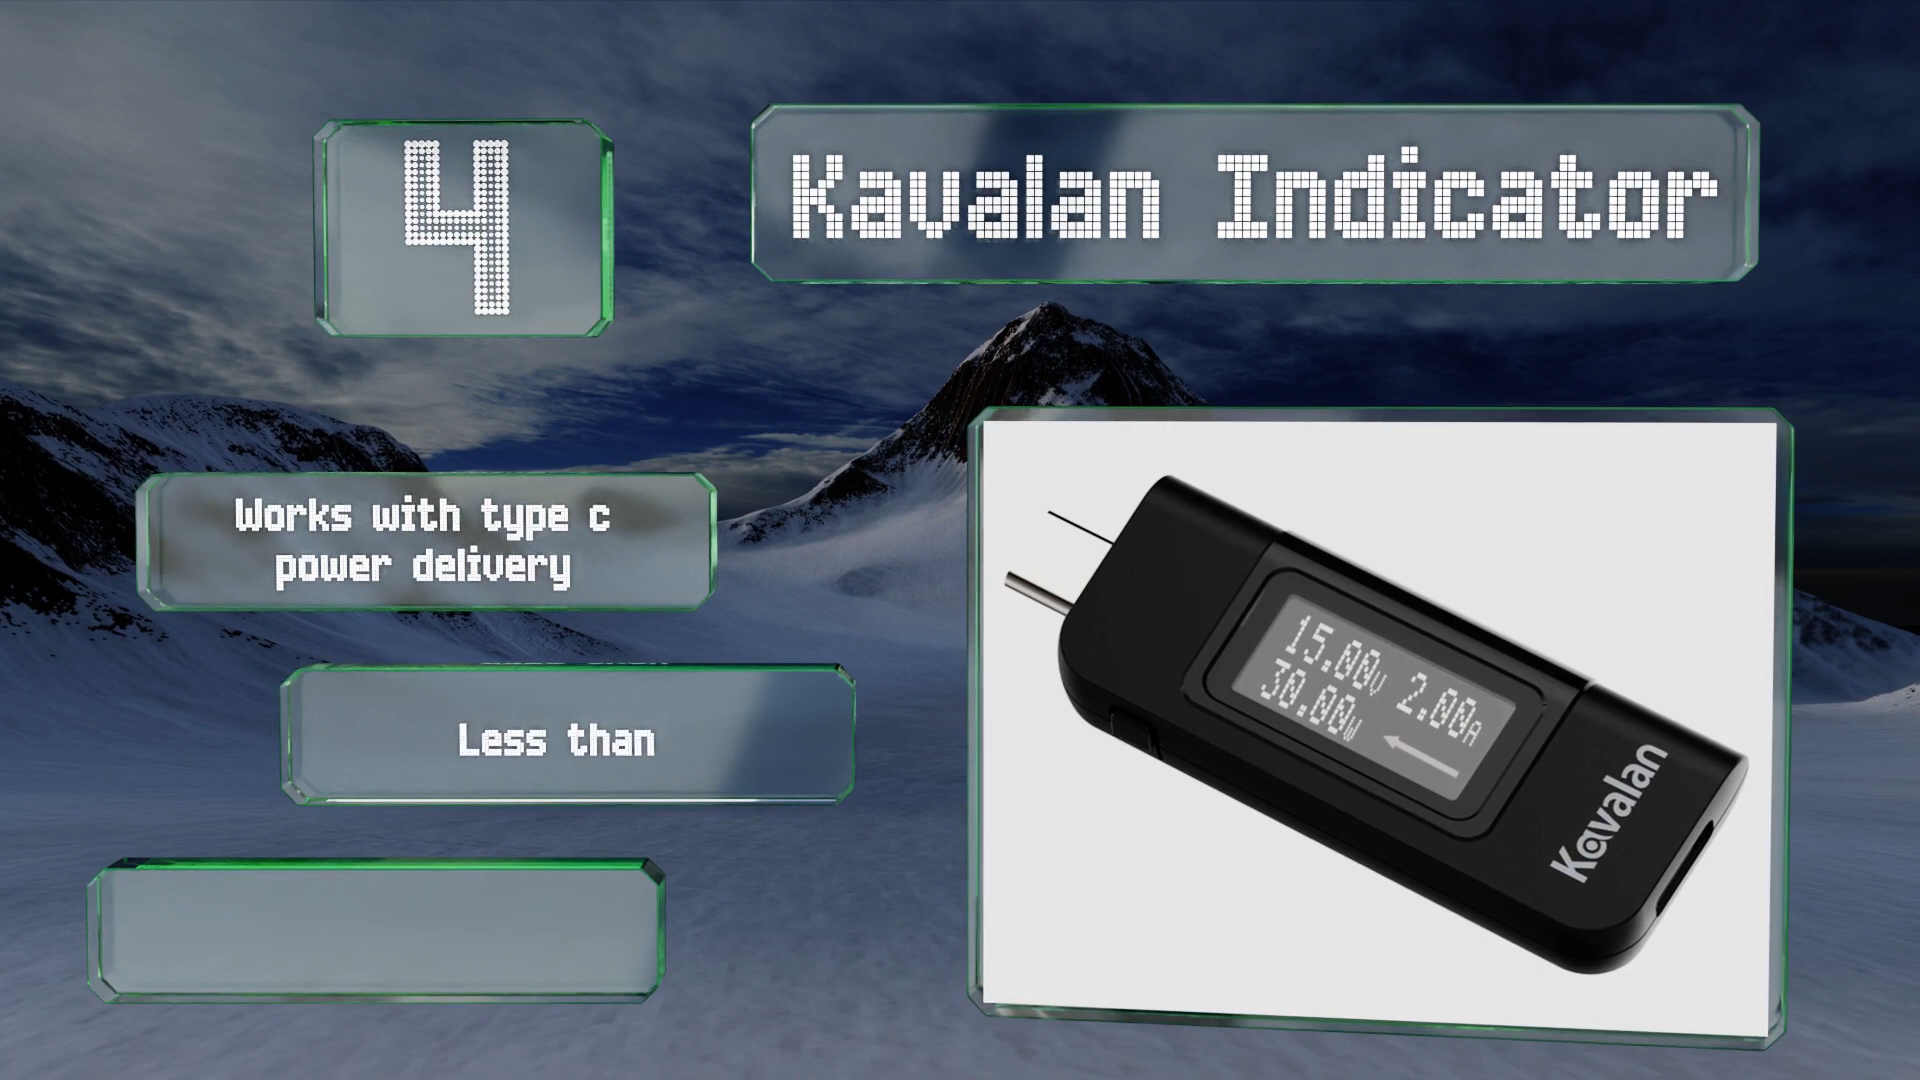 4
Kavalan Indicator
Works with type c
power delivery
Less than
15.00V 2.00A
30.00W
Kavalan